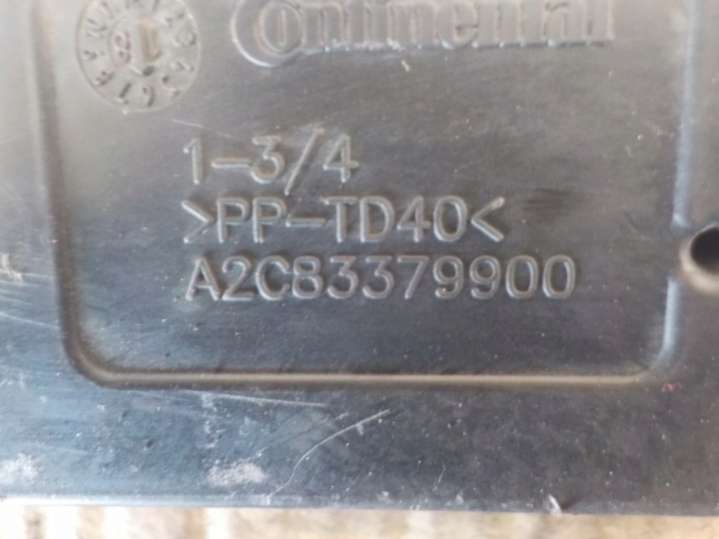 Continental
1-3/4
>PP-TD40<
A2C83379900